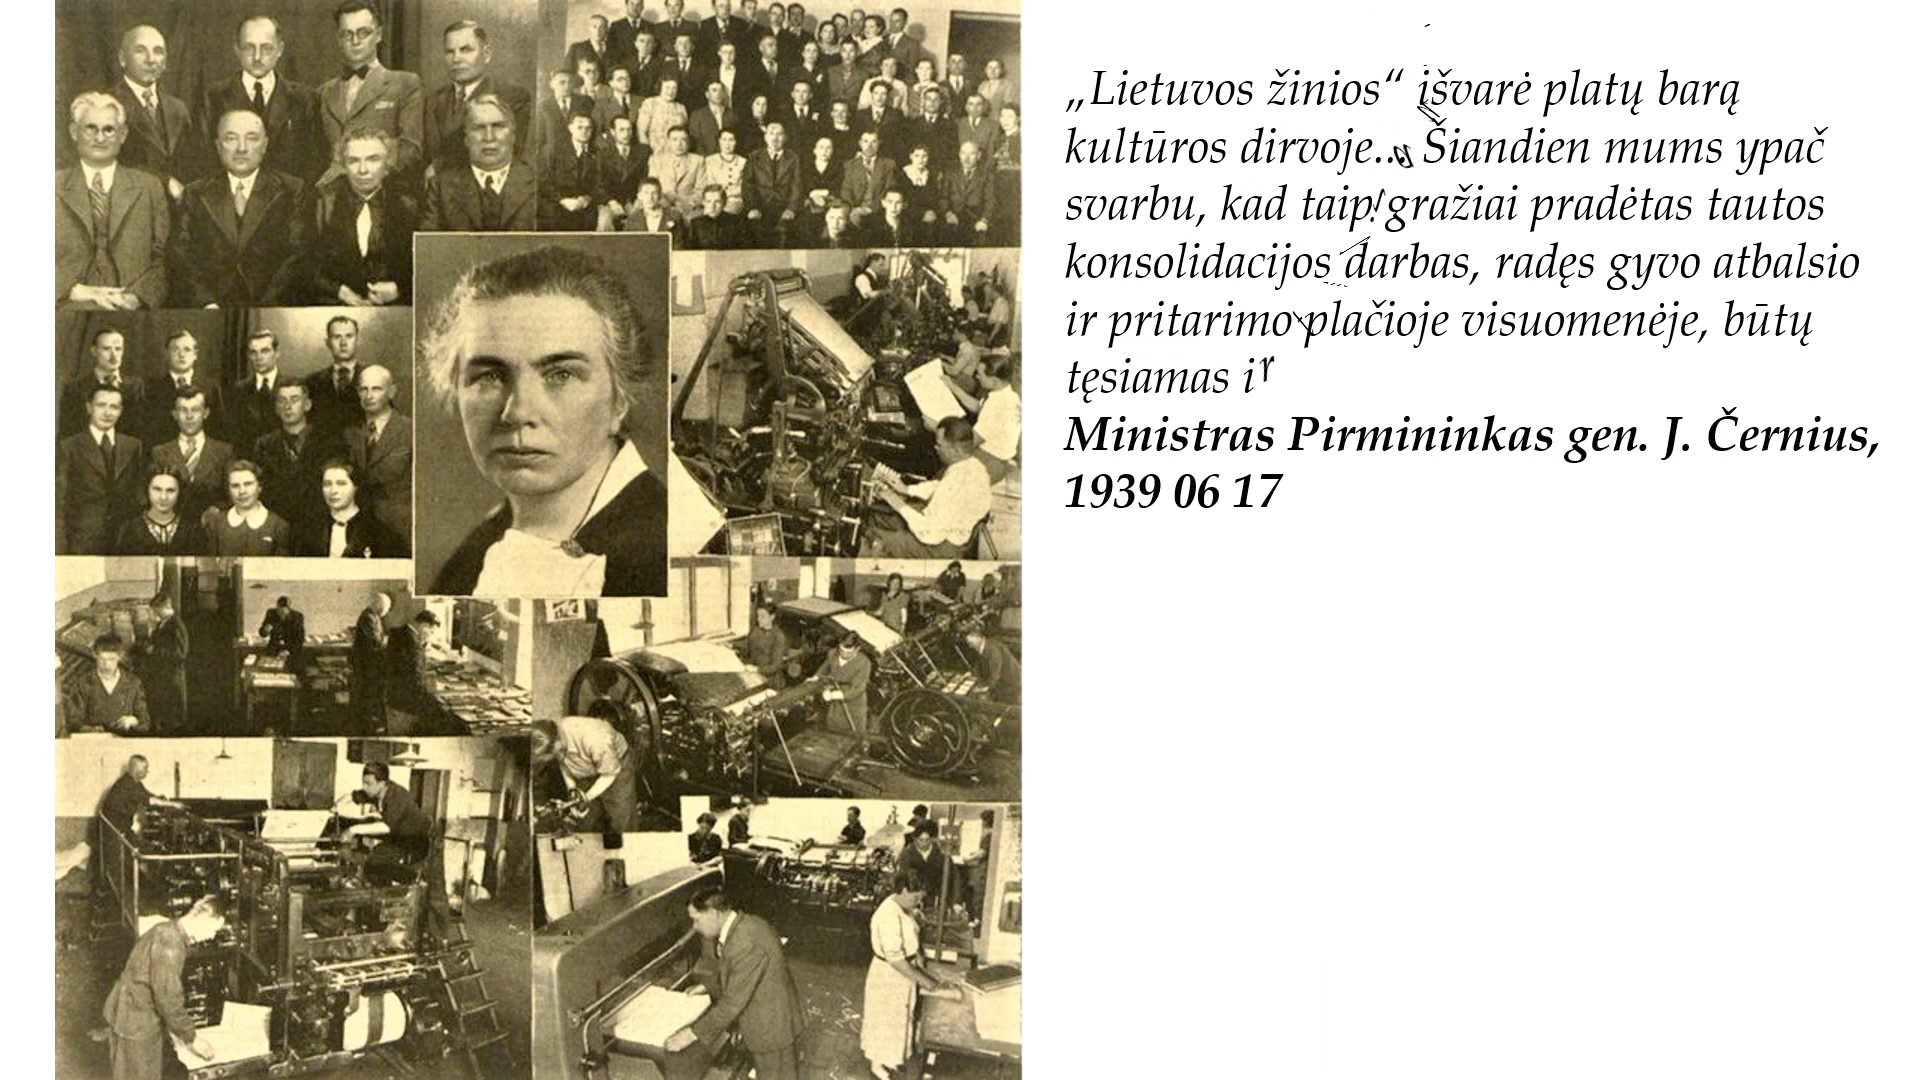 „Lietuvos žinios“ išvarė platų barą
kultūros dirvoje... Šiandien mums ypač
svarbu, kad taip gražiai pradėtas tautos
konsolidacijos darbas, radęs gyvo atbalsio
ir pritarimo plačioje visuomenėje, būtų
tęsiamas ir
Ministras Pirmininkas gen. J. Černius,
1939 06 17